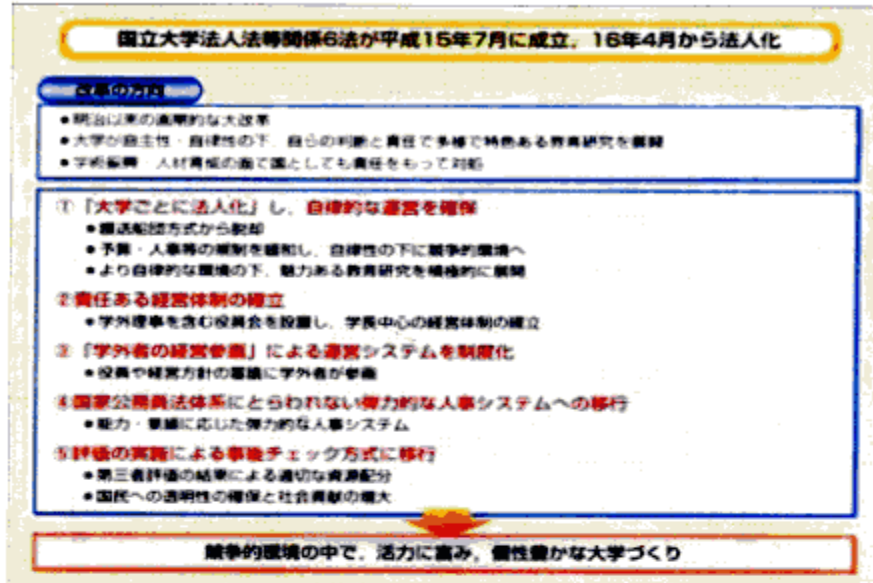 国立大学法人法等関係6法が平成15年7月に成立，16年4月から法人化
改革の方向
●明治以来の画期的な大改革
●大学が自主性・自律性の下，自らの判断と責任で多様で特色ある教育研究を展開
●学術振興・人材育成の面で国としても責任をもって対処
①「大学ごとに法人化」し，自律的な運営を確保
●護送船団方式から脱却
●予算・人事等の規制を緩和し，自律性の下に競争的環境へ
●より自律的な環境の下，魅力ある教育研究を積極的に展開
②責任ある経営体制の確立
●学外理事を含む役員会を設置し，学長中心の経営体制の確立
③「学外者の経営参画」による運営システムを制度化
●役員や経営方針の審議に学外者が参画
④国家公務員法体系にとらわれない弾力的な人事システムへの移行
●能力・業績に応じた弾力的な人事システム
⑤評価の実施による事後チェック方式に移行
●第三者評価の結果による適切な資源配分
●国民への透明性の確保と社会貢献の増大
競争的環境の中で，活力に富み，個性豊かな大学づくり